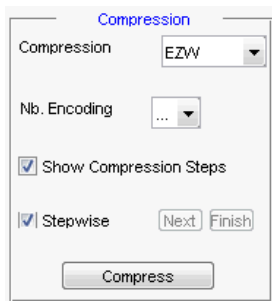 Compression
Compression EZW
Nb. Encoding ...
Show Compression Steps
Stepwise Next Finish
Compress